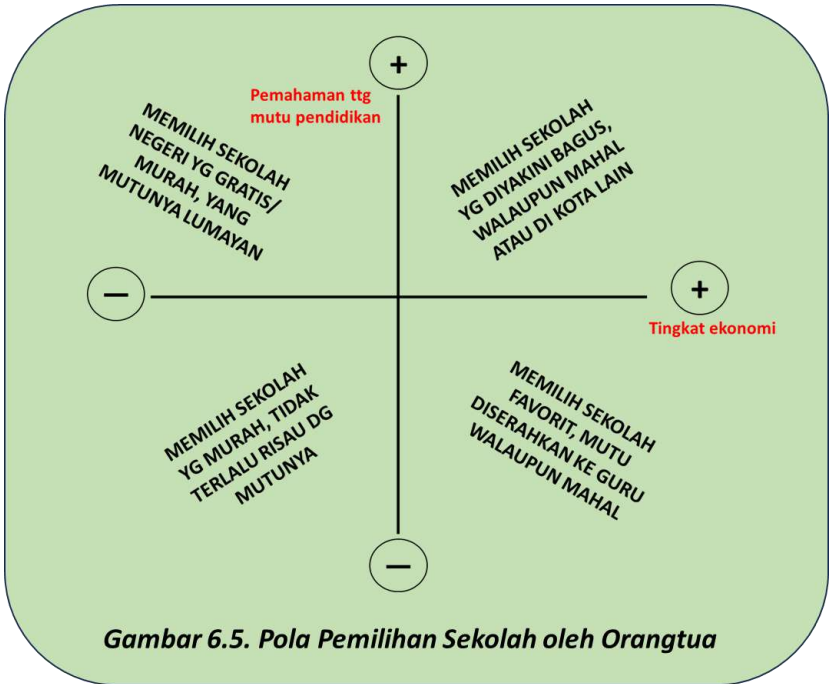 +
Pemahaman ttg
mutu pendidikan
MEMILIH SEKOLAH
NEGERI YG GRATIS/
MURAH, YANG
MUTUNYA LUMAYAN
MEMILIH SEKOLAH
YG DIYAKINI BAGUS,
WALAUPUN MAHAL
ATAU DI KOTA LAIN
—
+
Tingkat ekonomi
MEMILIH SEKOLAH
YG MURAH, TIDAK
TERLALU RISAU DG
MUTUNYA
MEMILIH SEKOLAH
FAVORIT, MUTU
DISERAHKAN KE GURU
WALAUPUN MAHAL
—
Gambar 6.5. Pola Pemilihan Sekolah oleh Orangtua